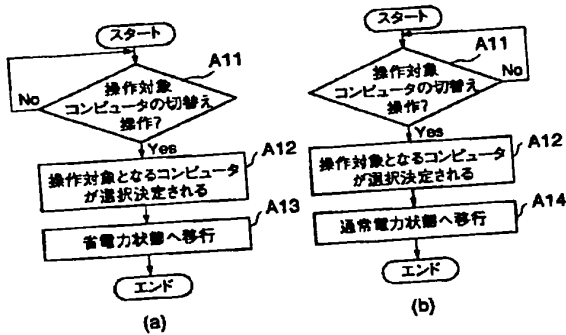 スタート
A11
操作対象
コンピュータの切替え
操作?
No
Yes
A12
操作対象となるコンピュータ
が選択決定される
A13
省電力状態へ移行
エンド
(a)
スタート
A11
操作対象
コンピュータの切替え
操作?
No
Yes
A12
操作対象となるコンピュータ
が選択決定される
A14
通常電力状態へ移行
エンド
(b)